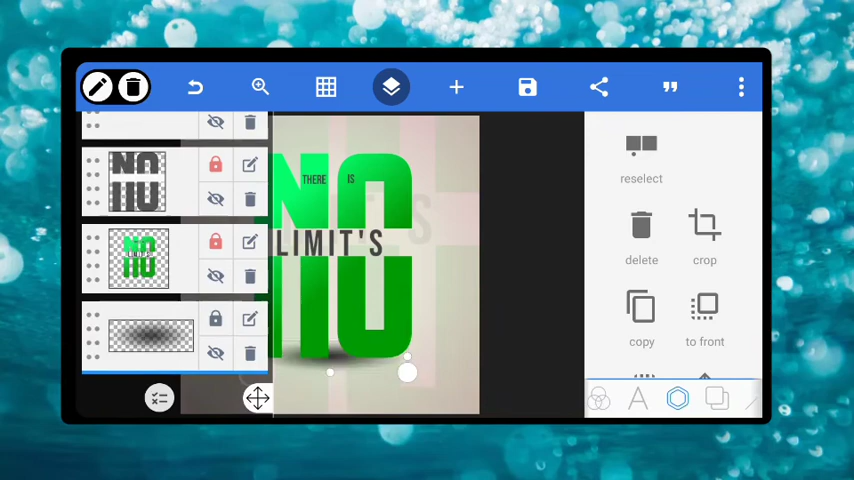 NO
THERE IS
LIMIT'S
reselect
delete
crop
copy
to front